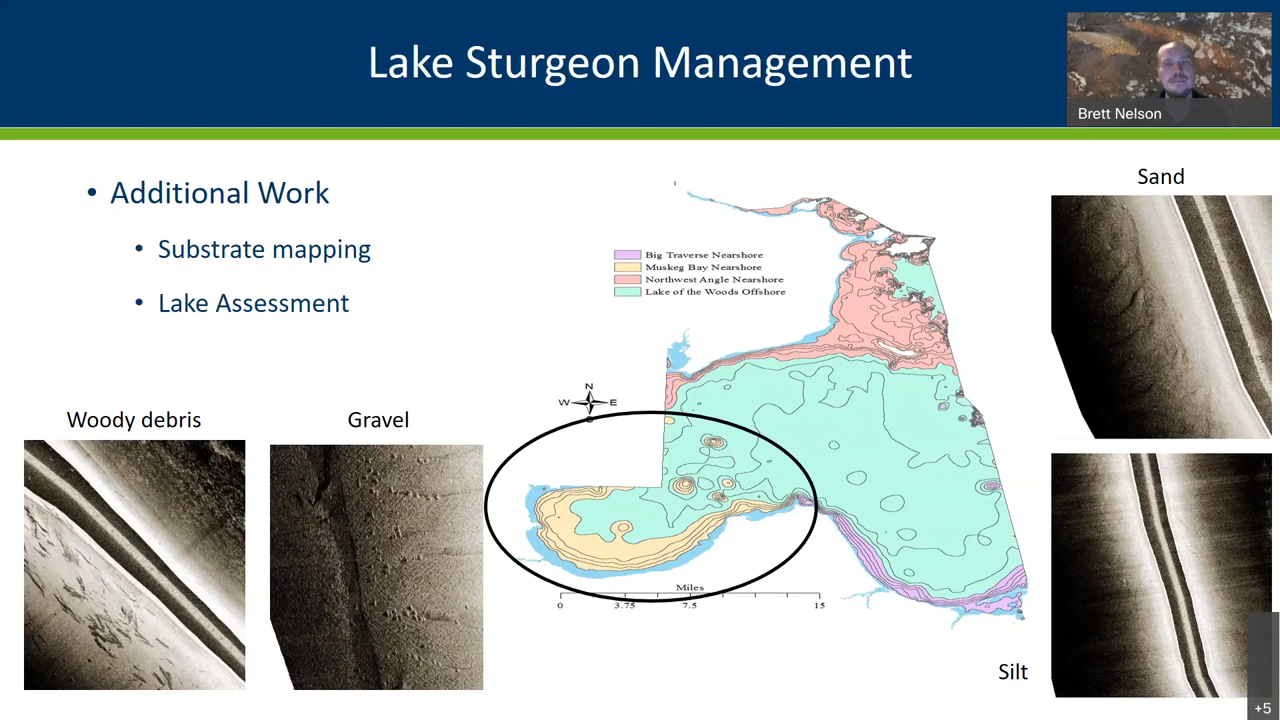 Lake Sturgeon Management
Brett Nelson
• Additional Work
• Substrate mapping
• Lake Assessment
Sand
Big Traverse Nearshore
Muskeg Bay Nearshore
Northwest Angle Nearshore
Lake of the Woods Offshore
N
W E
S
Woody debris
Gravel
Miles
0 3.75 7.5 15
Silt
+5